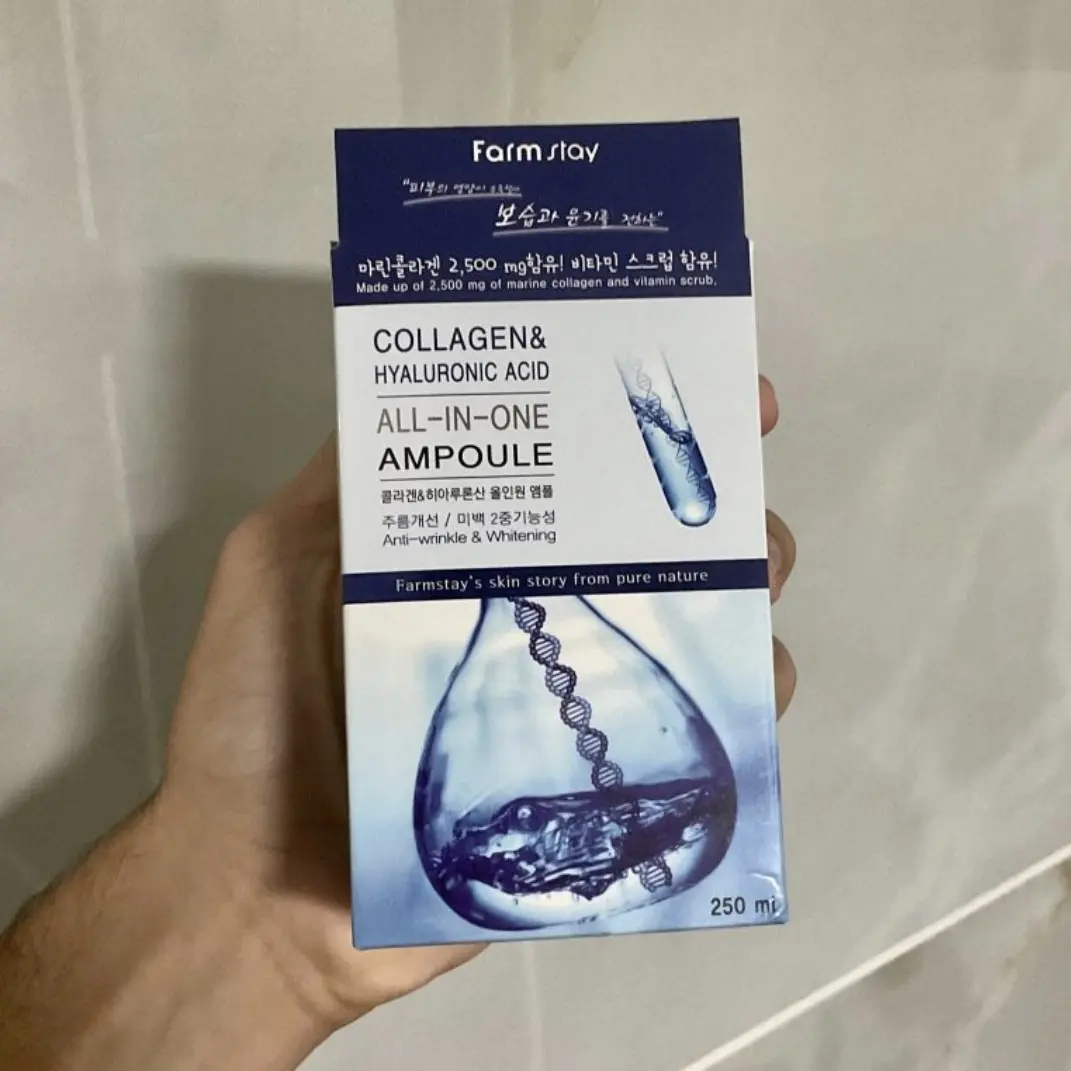 Farm stay
"피부의 영양이
보습과 윤기를 전하는"
마린콜라겐 2,500 mg함유! 비타민 스크럽 함유!
Made up of 2,500 mg of marine collagen and vitamin scrub.
COLLAGEN&
HYALURONIC ACID
ALL-IN-ONE
AMPOULE
콜라겐&히아루론산 올인원 앰플
주름개선 / 미백 2중기능성
Anti-wrinkle & Whitening
Farmstay's skin story from pure nature
250 ml